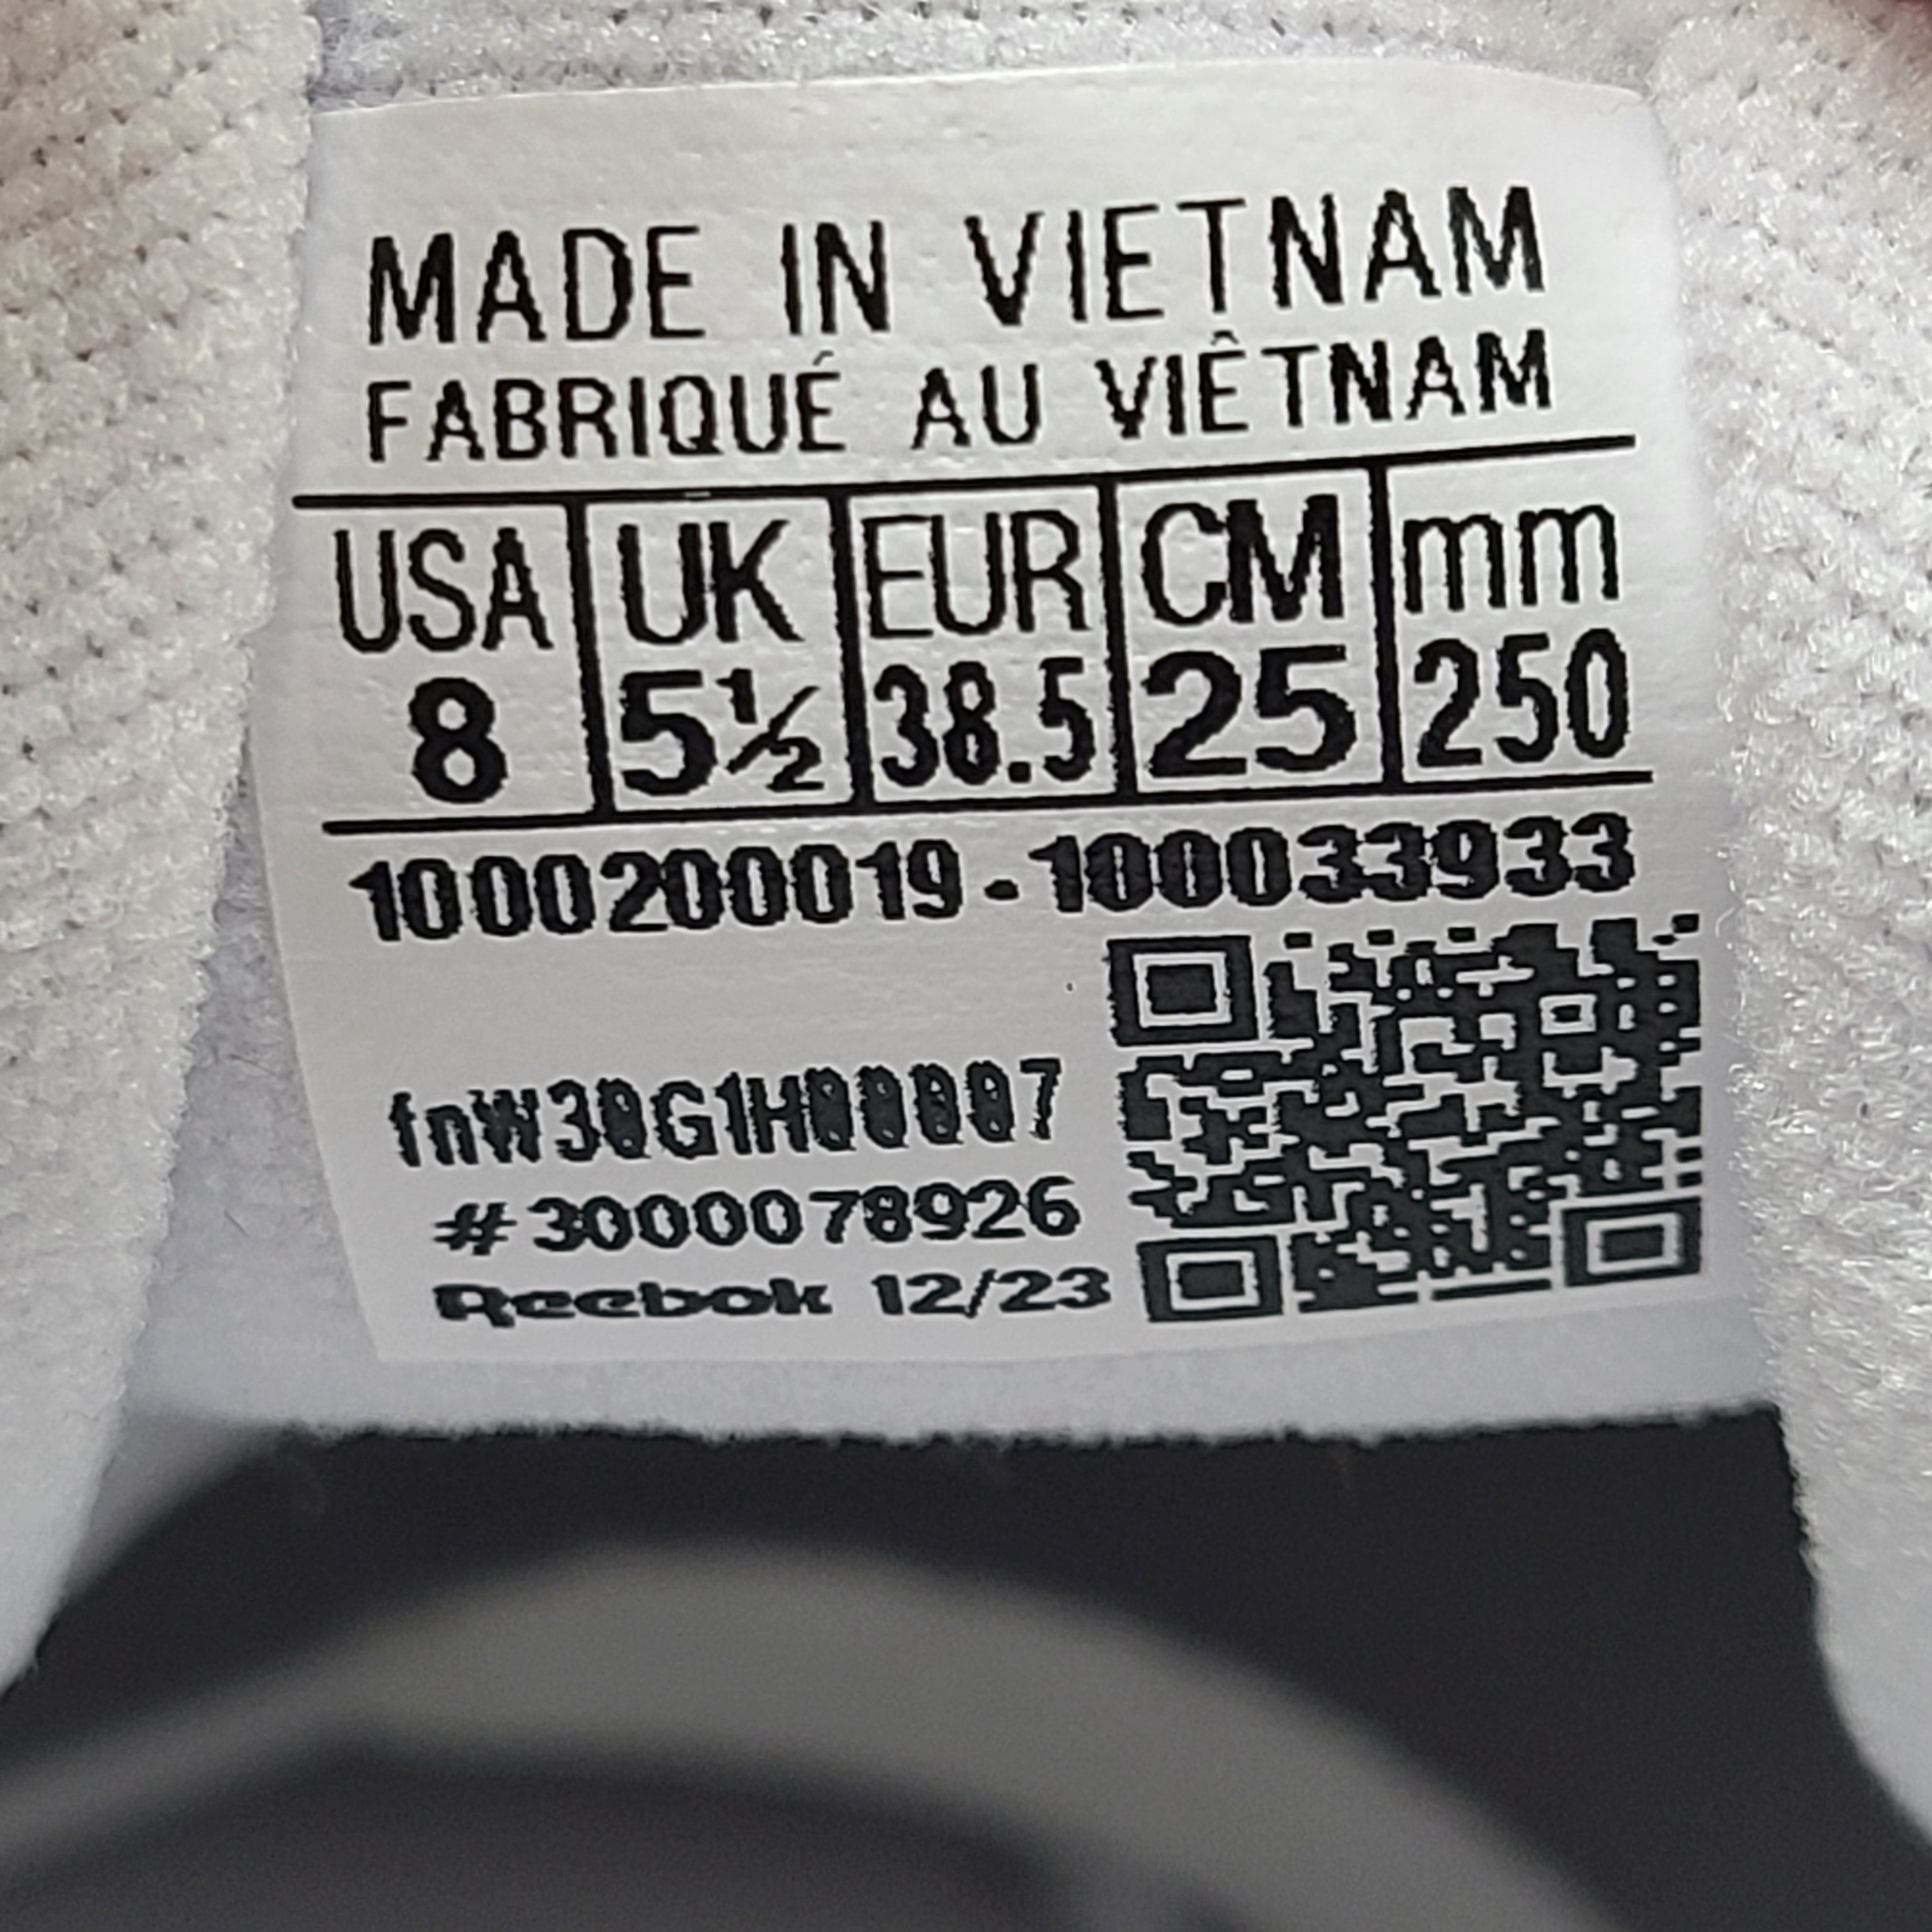 MADE IN VIETNAM
FABRIQUÉ AU VIÊTNAM
USA UK EUR CM mm
8 5½ 38.5 25 250
1000200019-100033933
fnW30G1H00007
#3000078926
Reebok 12/23